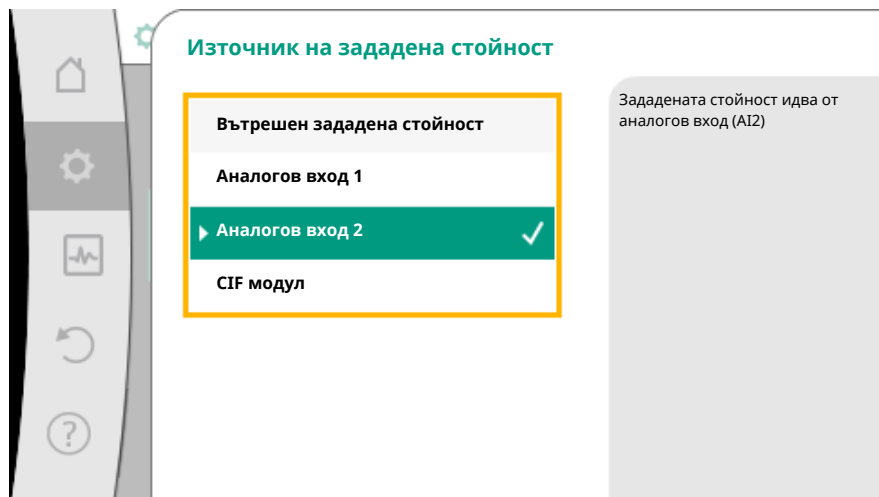 Източник на зададена стойност
Вътрешен зададена стойност
Аналогов вход 1
Аналогов вход 2
CIF модул
Зададената стойност идва от
аналогов вход (AI2)